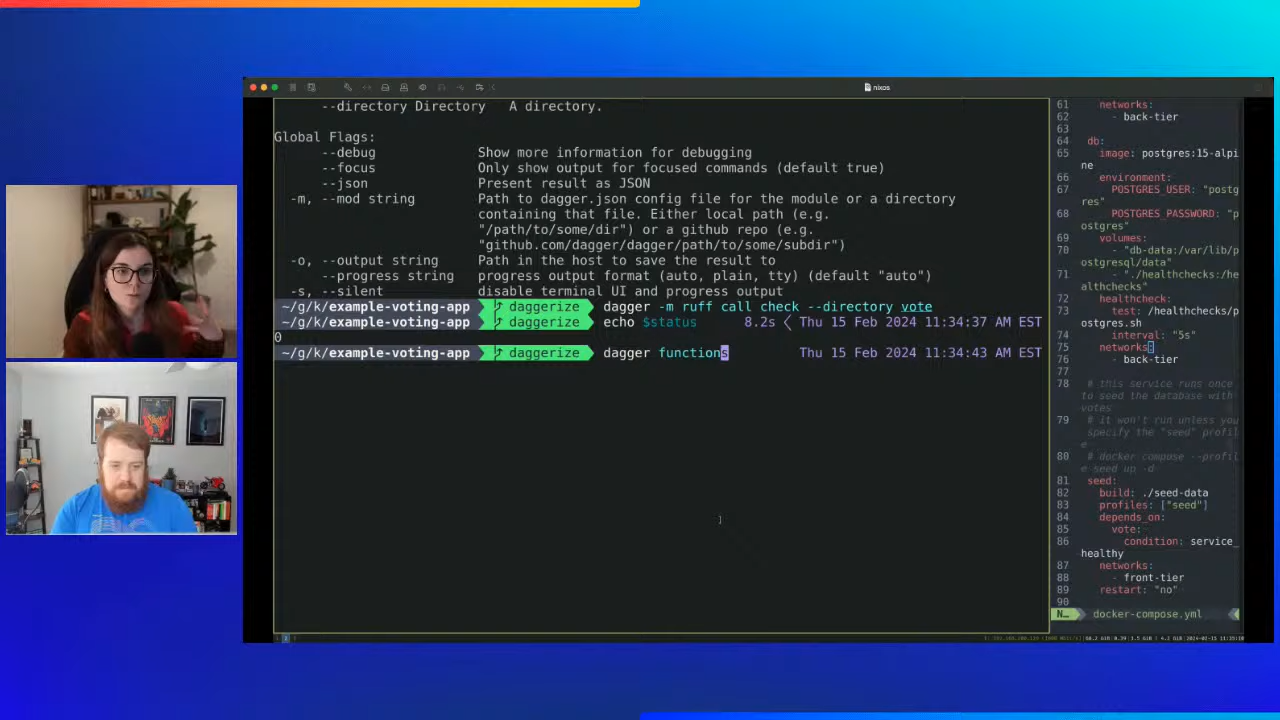 nixos
--directory Directory   A directory.
Global Flags:
--debug   Show more information for debugging
--focus   Only show output for focused commands (default true)
--json   Present result as JSON
-m, --mod string   Path to dagger.json config file for the module or a directory
containing that file. Either local path (e.g.
"/path/to/some/dir") or a github repo (e.g.
"github.com/dagger/dagger/path/to/some/subdir")
-o, --output string   Path in the host to save the result to
--progress string   progress output format (auto, plain, tty) (default "auto")
-s, --silent   disable terminal UI and progress output
~/g/k/example-voting-app daggerize dagger -m ruff call check --directory vote
~/g/k/example-voting-app daggerize echo $status 8.2s < Thu 15 Feb 2024 11:34:37 AM EST
0
~/g/k/example-voting-app daggerize dagger functions Thu 15 Feb 2024 11:34:43 AM EST
61 networks:
62 - back-tier
63
64 db:
65 image: postgres:15-alpi
ne
66 environment:
67 POSTGRES_USER: "postg
res"
68 POSTGRES_PASSWORD: "p
ostgres"
69 volumes:
70 - "db-data:/var/lib/p
ostgresql/data"
71 - "./healthchecks:/he
althchecks"
72 healthcheck:
73 test: /healthchecks/p
ostgres.sh
74 interval: "5s"
75 networks:
76 - back-tier
77
78 # this service runs once
to seed the database with
votes
79 # it won't run unless you
specify the "seed" profil
e
80 # docker compose --profil
e seed up -d
81 seed:
82 build: ./seed-data
83 profiles: ["seed"]
84 depends_on:
85 vote:
86 condition: service_
healthy
87 networks:
88 - front-tier
89 restart: "no"
90
N… docker-compose.yml